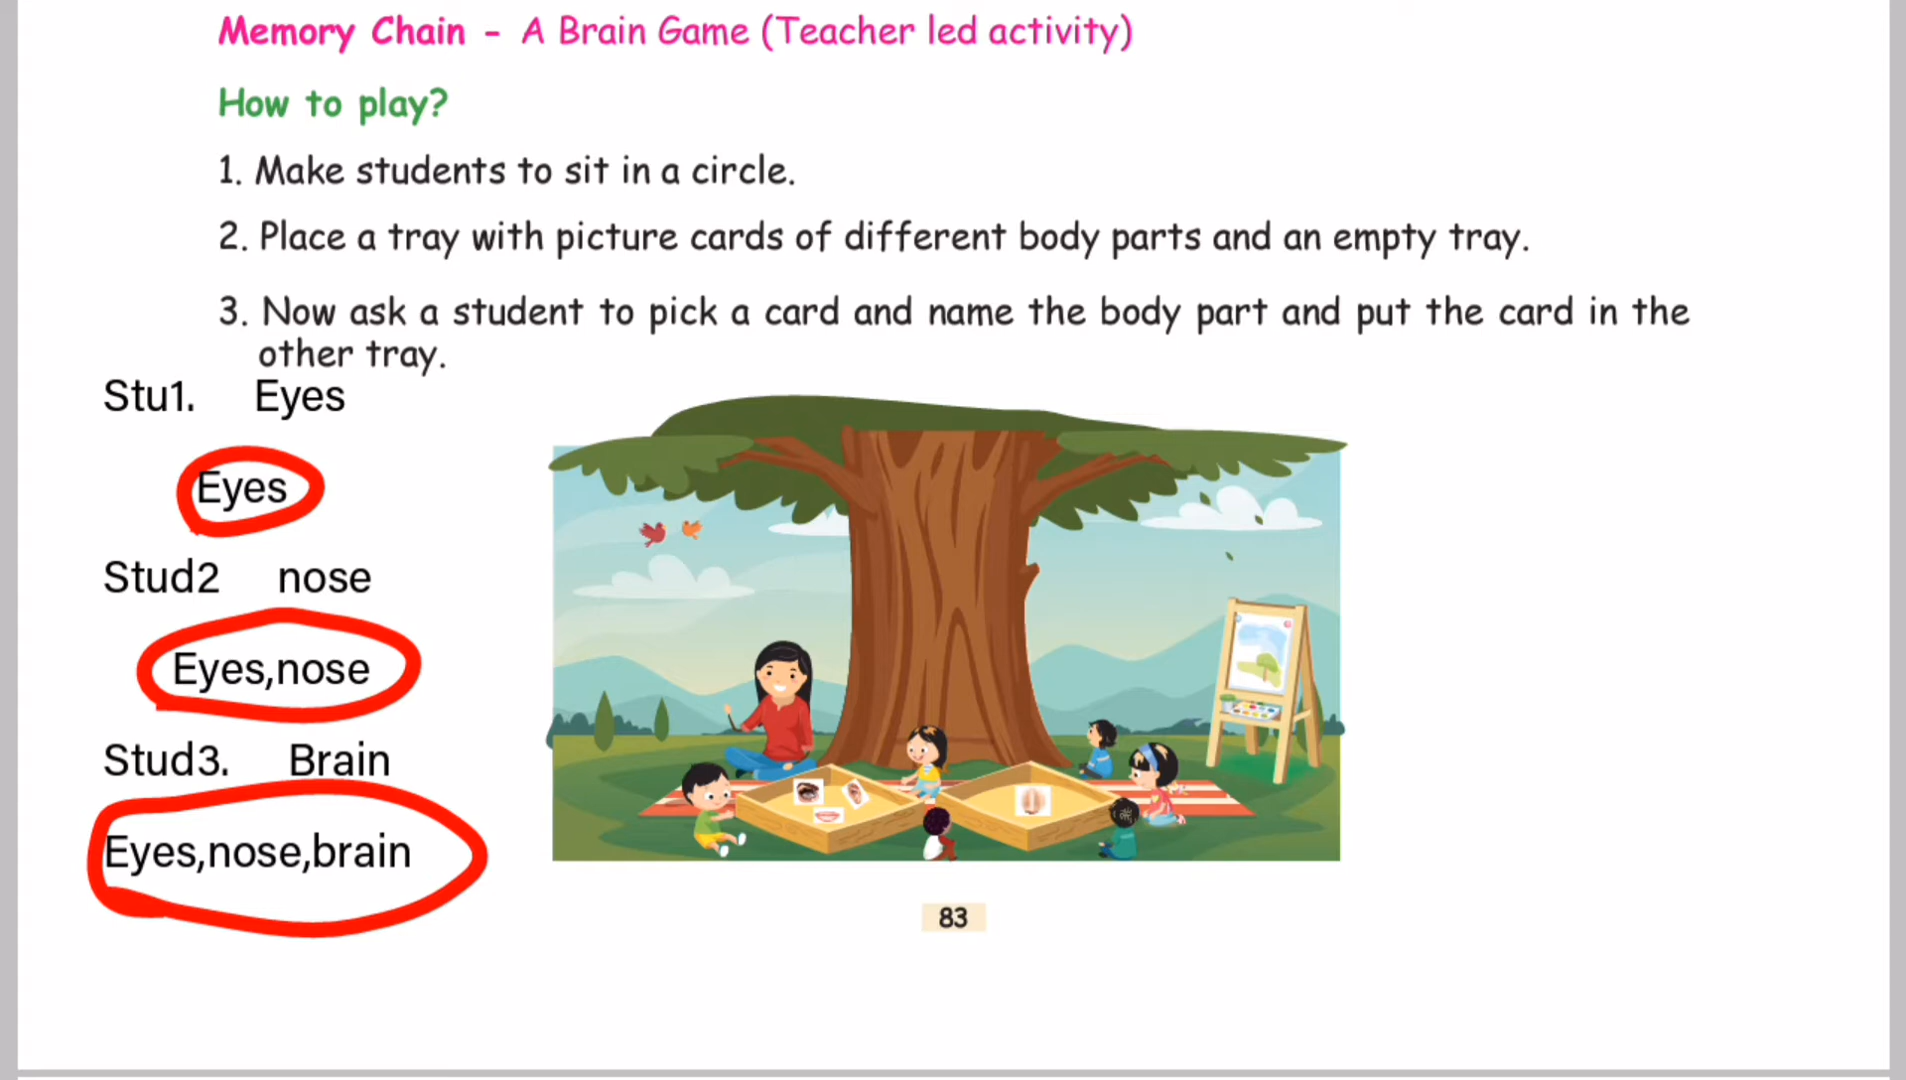 Memory Chain - A Brain Game (Teacher led activity)
How to play?
1. Make students to sit in a circle.
2. Place a tray with picture cards of different body parts and an empty tray.
3. Now ask a student to pick a card and name the body part and put the card in the
other tray.
Stu1. Eyes
Eyes
Stud2 nose
Eyes,nose
Stud3. Brain
Eyes,nose,brain
83